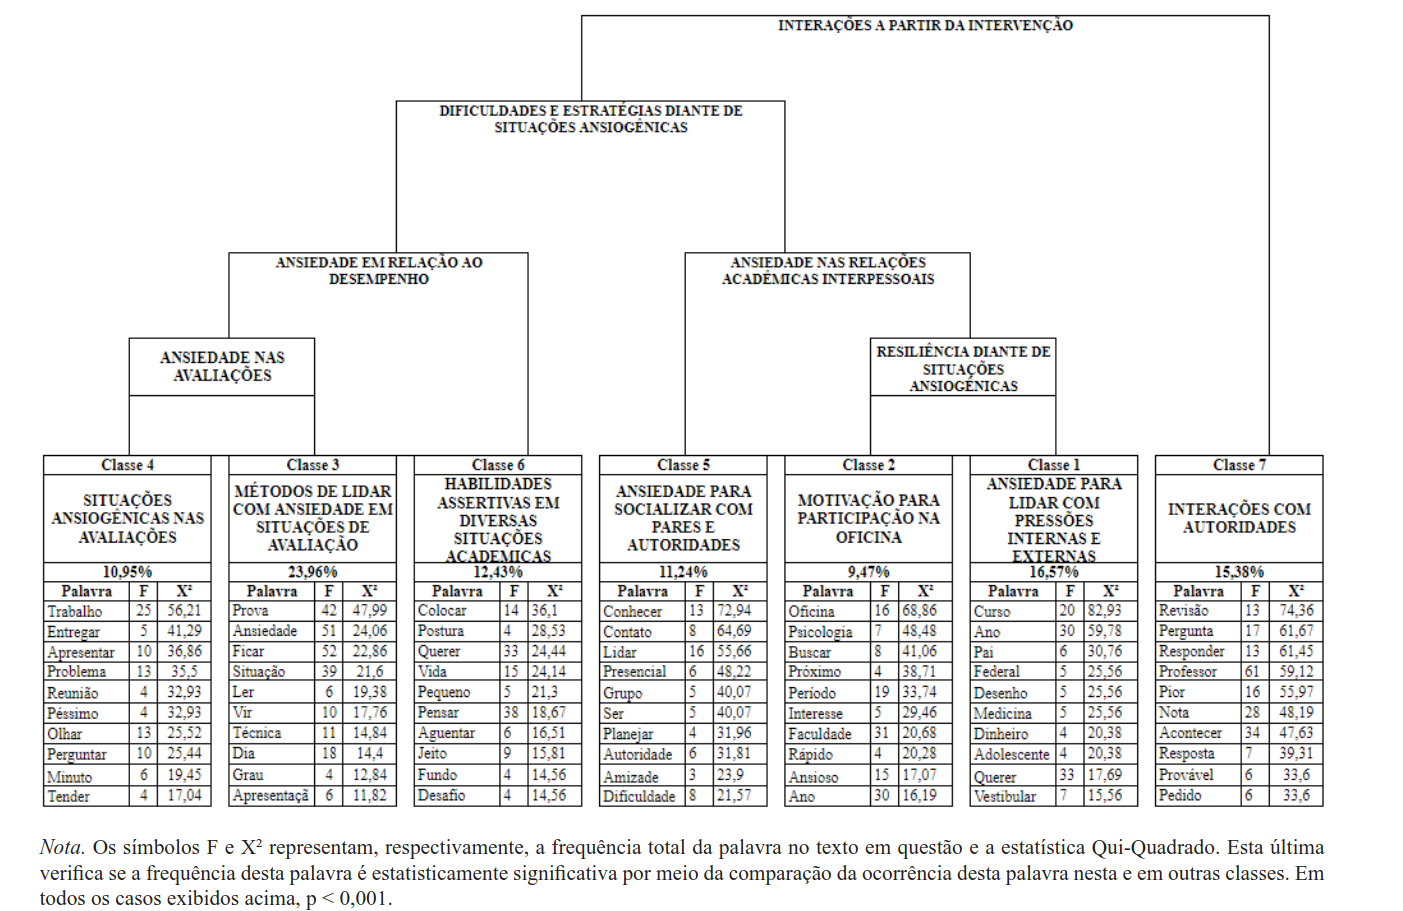 INTERAÇÕES A PARTIR DA INTERVENÇÃO
DIFICULDADES E ESTRATÉGIAS DIANTE DE
SITUAÇÕES ANSIOGÊNICAS
ANSIEDADE EM RELAÇÃO AO
DESEMPENHO
ANSIEDADE NAS RELAÇÕES
ACADÊMICAS INTERPESSOAIS
ANSIEDADE NAS
AVALIAÇÕES
RESILIÊNCIA DIANTE DE
SITUAÇÕES
ANSIOGÊNICAS
Classe 4
SITUAÇÕES
ANSIOGÊNICAS NAS
AVALIAÇÕES
10,95%
Palavra F X²
Trabalho 25 56,21
Entregar 5 41,29
Apresentar 10 36,86
Problema 13 35,5
Reunião 4 32,93
Péssimo 4 32,93
Olhar 13 25,52
Perguntar 10 25,44
Minuto 6 19,45
Tender 4 17,04
Classe 3
MÉTODOS DE LIDAR
COM ANSIEDADE EM
SITUAÇÕES DE
AVALIAÇÃO
23,96%
Palavra F X²
Prova 42 47,99
Ansiedade 51 24,06
Ficar 52 22,86
Situação 39 21,6
Ler 6 19,38
Vir 10 17,76
Técnica 11 14,84
Dia 18 14,4
Grau 4 12,84
Apresentaçã 6 11,82
Classe 6
HABILIDADES
ASSERTIVAS EM
DIVERSAS
SITUAÇÕES
ACADEMICAS
12,43%
Palavra F X²
Colocar 14 36,1
Postura 4 28,53
Querer 33 24,44
Vida 15 24,14
Pequeno 5 21,3
Pensar 38 18,67
Aguentar 6 16,51
Jeito 9 15,81
Fundo 4 14,56
Desafio 4 14,56
Classe 5
ANSIEDADE PARA
SOCIALIZAR COM
PARES E
AUTORIDADES
11,24%
Palavra F X²
Conhecer 13 72,94
Contato 8 64,69
Lidar 16 55,66
Presencial 6 48,22
Grupo 5 40,07
Ser 5 40,07
Planejar 4 31,96
Autoridade 6 31,81
Amizade 3 23,9
Dificuldade 8 21,57
Classe 2
MOTIVAÇÃO PARA
PARTICIPAÇÃO NA
OFICINA
9,47%
Palavra F X²
Oficina 16 68,86
Psicologia 7 48,48
Buscar 8 41,06
Próximo 4 38,71
Período 19 33,74
Interesse 5 29,46
Faculdade 31 20,68
Rápido 4 20,28
Ansioso 15 17,07
Ano 30 16,19
Classe 1
ANSIEDADE PARA
LIDAR COM
PRESSÕES
INTERNAS E
EXTERNAS
16,57%
Palavra F X²
Curso 20 82,93
Ano 30 59,78
Pai 6 30,76
Federal 5 25,56
Desenho 5 25,56
Medicina 5 25,56
Dinheiro 4 20,38
Adolescente 4 20,38
Querer 33 17,69
Vestibular 7 15,56
Classe 7
INTERAÇÕES COM
AUTORIDADES
15,38%
Palavra F X²
Revisão 13 74,36
Pergunta 17 61,67
Responder 13 61,45
Professor 61 59,12
Pior 16 55,97
Nota 28 48,19
Acontecer 34 47,63
Resposta 7 39,31
Provável 6 33,6
Pedido 6 33,6
Nota. Os símbolos F e X² representam, respectivamente, a frequência total da palavra no texto em questão e a estatística Qui-Quadrado. Esta última
verifica se a frequência desta palavra é estatisticamente significativa por meio da comparação da ocorrência desta palavra nesta e em outras classes. Em
todos os casos exibidos acima, p < 0,001.